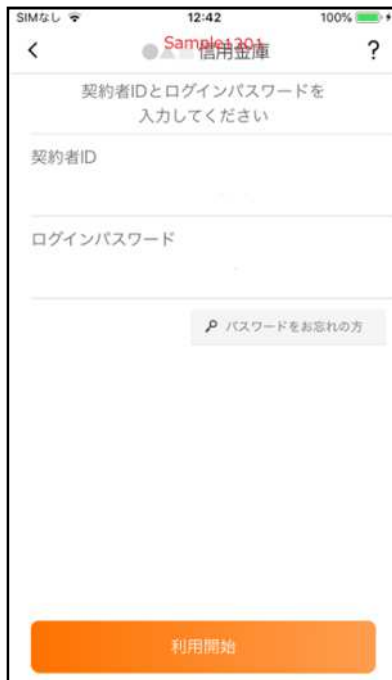 SIMなし 12:42 100%
Sample1201
●▲■信用金庫 ?
契約者IDとログインパスワードを
入力してください
契約者ID
ログインパスワード
パスワードをお忘れの方
利用開始